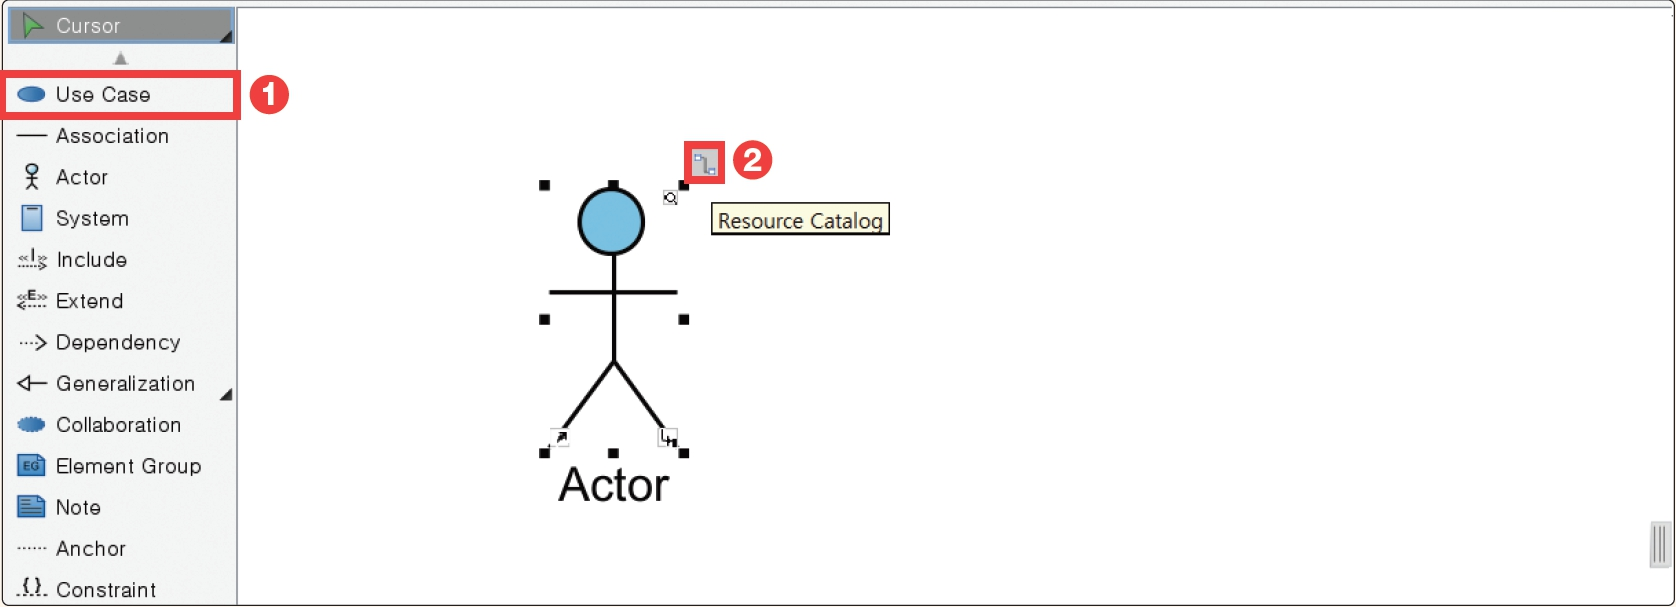 Cursor
Use Case
1
Association
Actor
System
<<I>>
Include
<<E>>
Extend
Dependency
Generalization
Collaboration
EG
Element Group
Note
Anchor
{}
Constraint
2
Resource Catalog
Actor